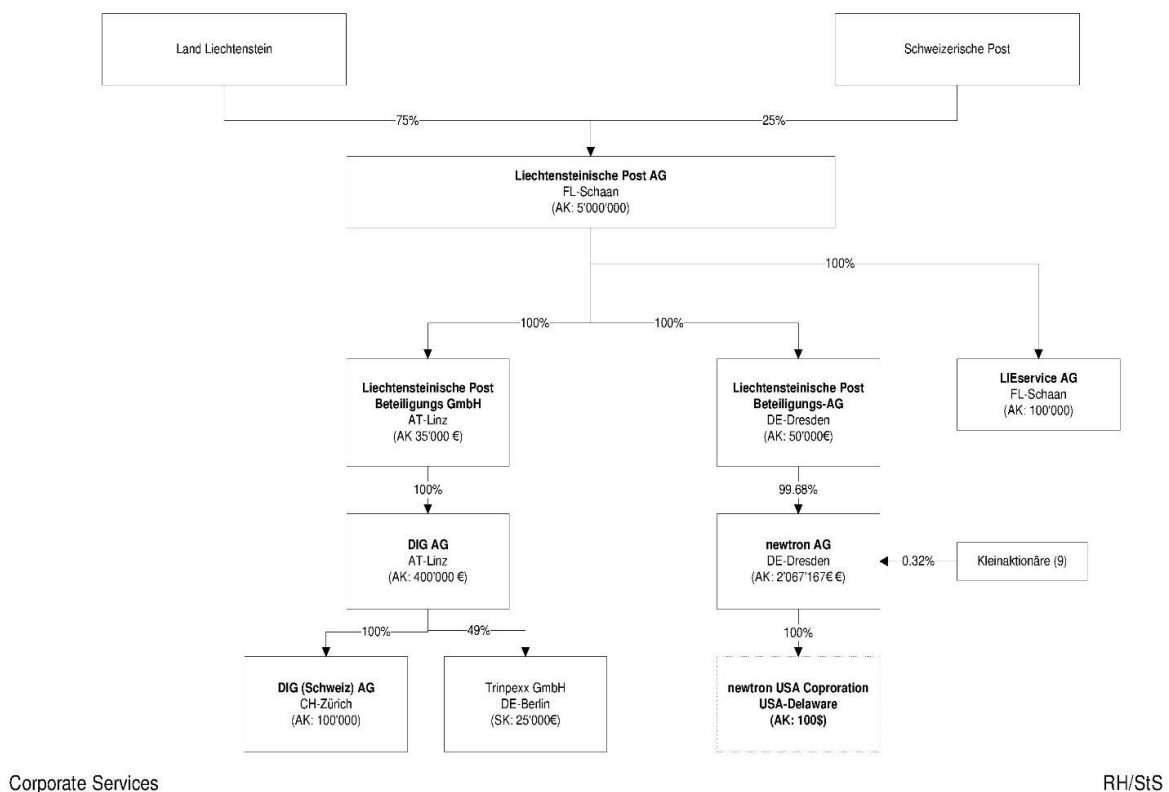 Land Liechtenstein
Schweizerische Post
75%
25%
Liechtensteinische Post AG
FL-Schaan
(AK: 5'000'000)
100%
100%
100%
Liechtensteinische Post
Beteiligungs GmbH
AT-Linz
(AK 35'000 €)
Liechtensteinische Post
Beteiligungs-AG
DE-Dresden
(AK: 50'000€)
LIEservice AG
FL-Schaan
(AK: 100'000)
100%
99.68%
DIG AG
AT-Linz
(AK: 400'000 €)
newtron AG
DE-Dresden
(AK: 2'067'167€ €)
0.32%
Kleinaktionäre (9)
100%
49%
100%
DIG (Schweiz) AG
CH-Zürich
(AK: 100'000)
Trinpexx GmbH
DE-Berlin
(SK: 25'000€)
newtron USA Coproration
USA-Delaware
(AK: 100$)
Corporate Services
RH/StS